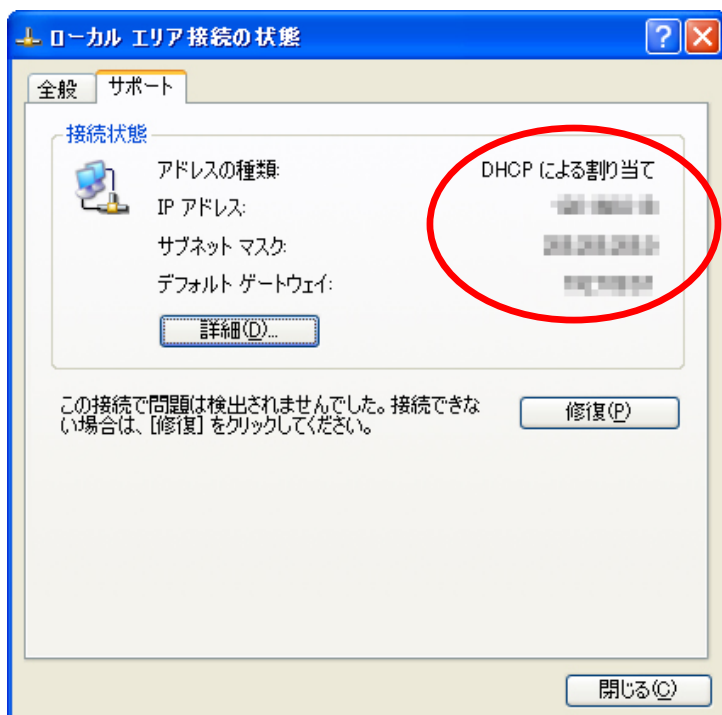 ローカル エリア接続の状態
全般
サポート
接続状態
アドレスの種類: DHCP による割り当て
IP アドレス:
サブネット マスク:
デフォルト ゲートウェイ:
詳細(D)...
この接続で問題は検出されませんでした。接続できな
い場合は、[修復] をクリックしてください。
修復(P)
閉じる(C)